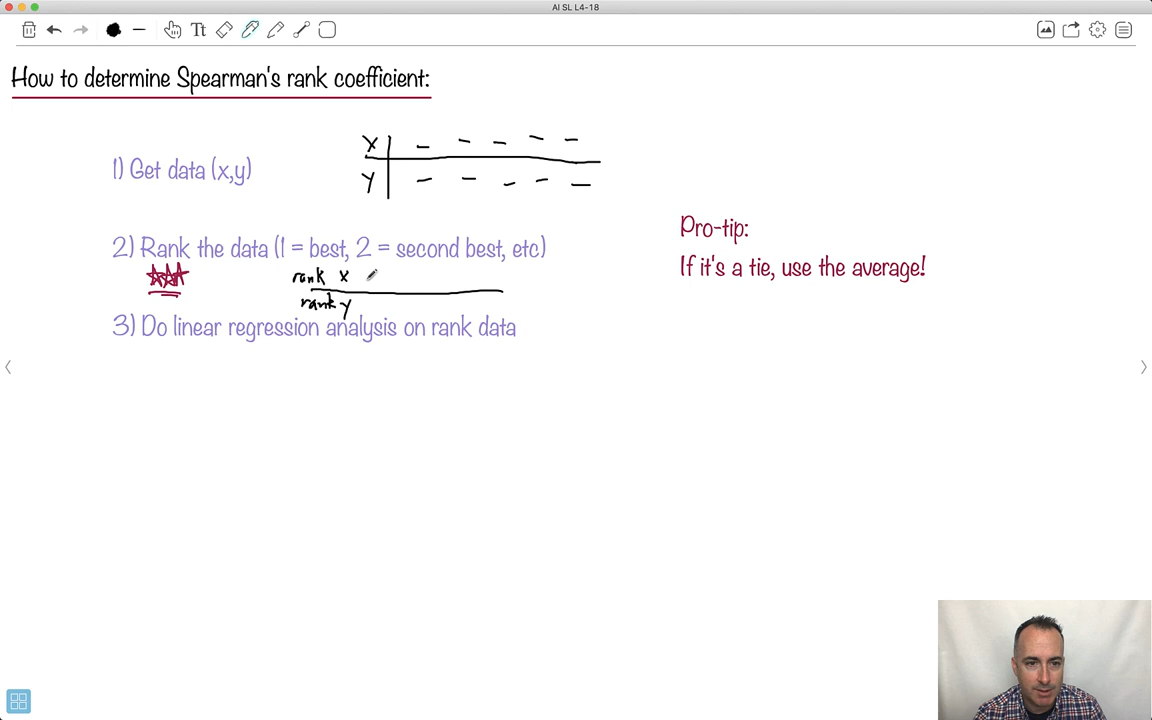 AI SL L4-18
Tt
How to determine Spearman's rank coefficient:
X
1) Get data (x,y)
Y
Pro-tip:
2) Rank the data (1 = best, 2 = second best, etc)
If it's a tie, use the average!
rank x
rank y
3) Do linear regression analysis on rank data